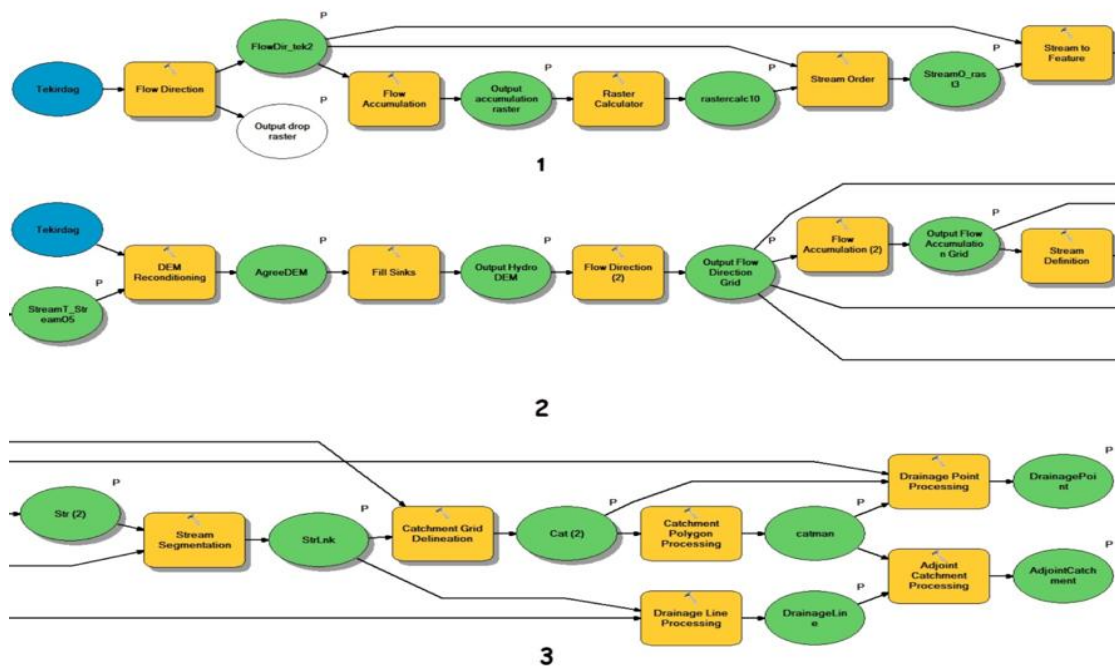 P
P
FlowDir_tek2
StreamO_ras
t3
Stream to
Feature
Tekirdag
Flow Direction
P
P
P
Stream Order
Output drop
raster
Flow
Accumulation
Output
accumulation
raster
Raster
Calculator
rastercalc10
1
Tekirdag
DEM
Reconditioning
P
StreamT_Stre
amO5
P
AgreeDEM
Fill Sinks
P
Output Hydro
DEM
Flow Direction
(2)
P
Output Flow
Direction
Grid
Flow
Accumulation (2)
P
Output Flow
Accumulatio
n Grid
Stream
Definition
2
P
Str (2)
Stream
Segmentation
P
StrLnk
Catchment Grid
Delineation
P
Cat (2)
Catchment
Polygon
Processing
P
catman
Drainage Point
Processing
P
DrainagePoi
nt
Drainage Line
Processing
P
DrainageLin
e
Adjoint
Catchment
Processing
P
AdjointCatch
ment
3